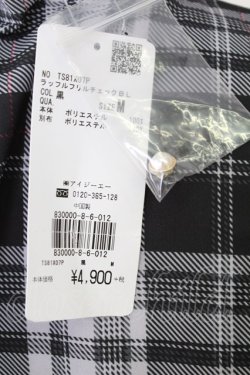 NO TS81X07P
ラッフルフリルチェックBL
COL 黒
QUA. SIZE M
本体 ポリエステル 100%
別布 ポリエステル
㈱アイジーエー
0120-365-128
中国製
830000-8-6-012
830000-8-6-012
TS81X07P 黒 M
本体価格 ¥4,900 +税